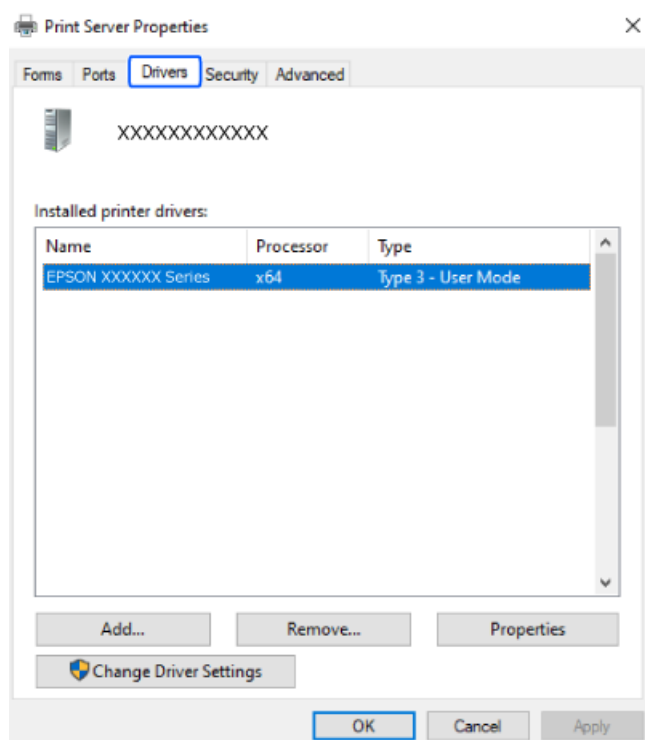 Print Server Properties
Forms Ports Drivers Security Advanced
XXXXXXXXXXXX
Installed printer drivers:
Name Processor Type
EPSON XXXXXX Series x64 Type 3 - User Mode
Add... Remove... Properties
Change Driver Settings
OK Cancel Apply